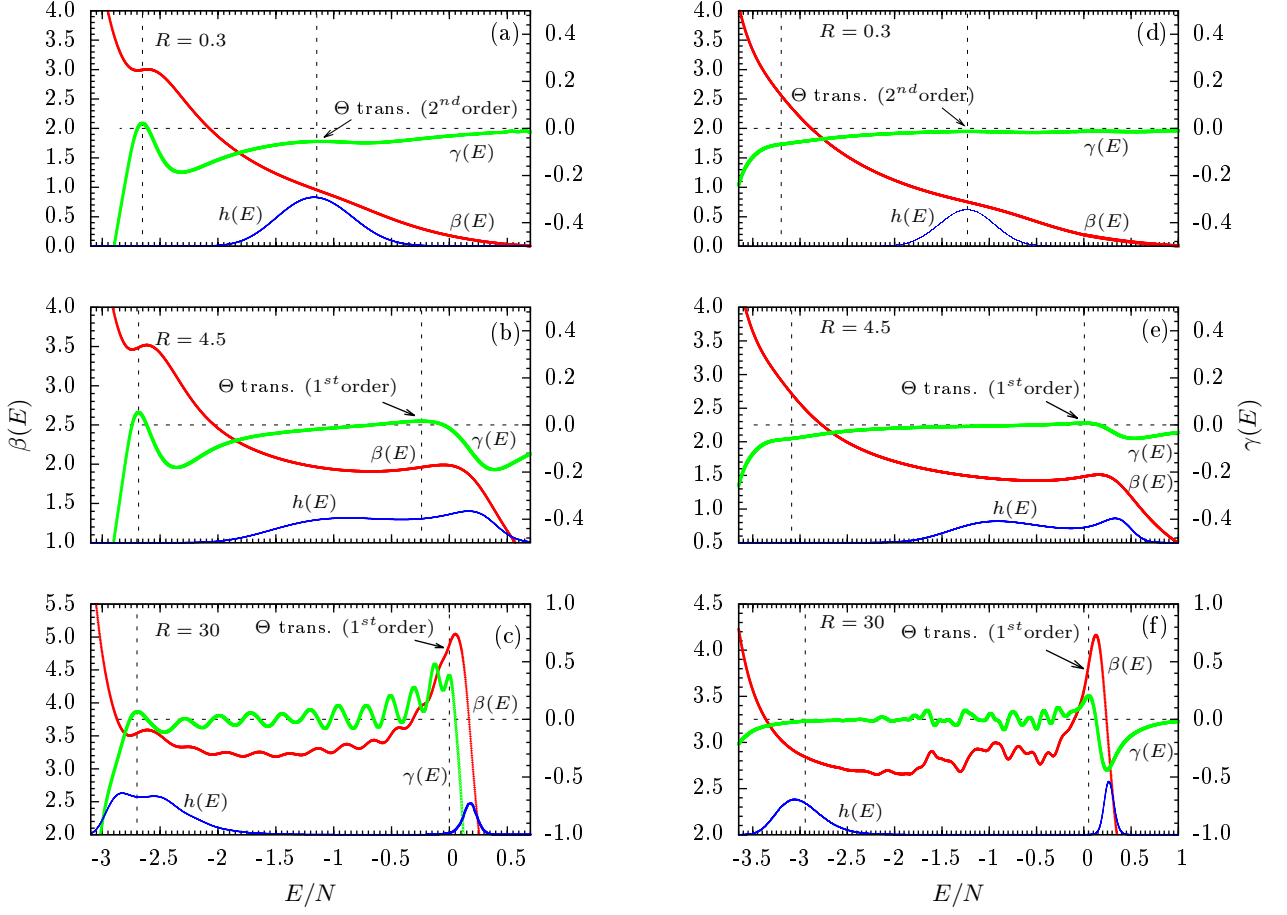 4.0
3.5
3.0
2.5
2.0
1.5
1.0
0.5
0.0
R = 0.3
(a)
Θ trans. (2nd order)
γ(E)
h(E)
β(E)
0.4
0.2
0.0
-0.2
-0.4
4.0
3.5
3.0
2.5
2.0
1.5
1.0
0.5
0.0
R = 0.3
(d)
Θ trans. (2nd order)
γ(E)
h(E)
β(E)
0.4
0.2
0.0
-0.2
-0.4
β(E)
4.0
3.5
3.0
2.5
2.0
1.5
1.0
R = 4.5
(b)
Θ trans. (1st order)
γ(E)
β(E)
h(E)
0.4
0.2
0.0
-0.2
-0.4
4.0
3.5
3.0
2.5
2.0
1.5
1.0
0.5
R = 4.5
(e)
Θ trans. (1st order)
γ(E)
β(E)
h(E)
0.4
0.2
0.0
-0.2
-0.4
γ(E)
5.5
5.0
4.5
4.0
3.5
3.0
2.5
2.0
R = 30
Θ trans. (1st order)
(c)
β(E)
γ(E)
h(E)
1.0
0.5
0.0
-0.5
-1.0
-3 -2.5 -2 -1.5 -1 -0.5 0 0.5
E/N
4.5
4.0
3.5
3.0
2.5
2.0
R = 30
Θ trans. (1st order)
(f)
β(E)
γ(E)
h(E)
1.0
0.5
0.0
-0.5
-1.0
-3.5 -3 -2.5 -2 -1.5 -1 -0.5 0 0.5 1
E/N